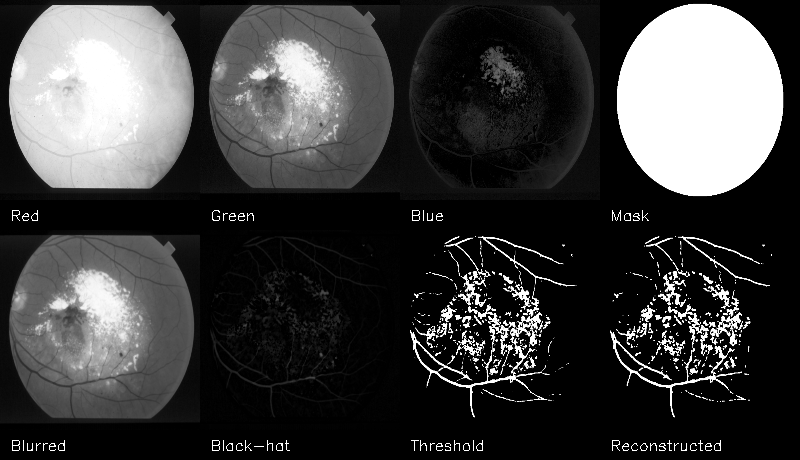 Red
Green
Blue
Mask
Blurred
Black-hat
Threshold
Reconstructed